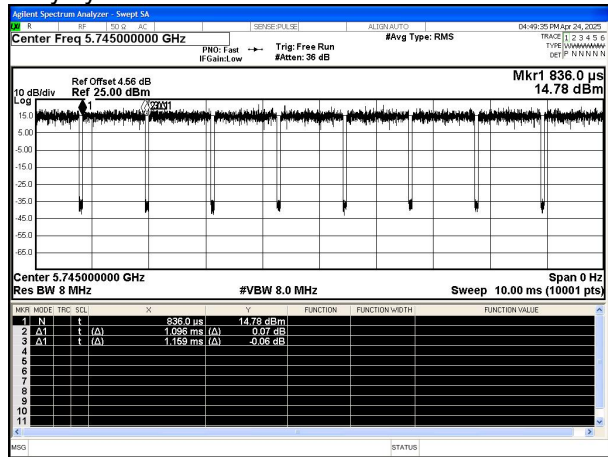 Agilent Spectrum Analyzer - Swept SA
R RF 50 Ω AC SENSE:PULSE ALIGN AUTO 04:49:35 PM Apr 24, 2025
Center Freq 5.745000000 GHz #Avg Type: RMS TRACE 1 2 3 4 5 6
PNO: Fast Trig: Free Run TYPE
IFGain:Low #Atten: 36 dB DET P N N N N N
Mkr1 836.0 µs
Ref Offset 4.56 dB
10 dB/div Ref 25.00 dBm 14.78 dBm
Log
1
15.0
5.00
-5.00
-15.0
-25.0
-35.0
-45.0
-55.0
-65.0
Center 5.745000000 GHz Span 0 Hz
Res BW 8 MHz #VBW 8.0 MHz Sweep 10.00 ms (10001 pts)
MKR MODE TRC SCL X Y FUNCTION FUNCTION WIDTH FUNCTION VALUE
1 N t 836.0 µs 14.78 dBm
2 Δ1 t (Δ) 1.096 ms (Δ) 0.07 dB
3 Δ1 t (Δ) 1.159 ms (Δ) -0.06 dB
4
5
6
7
8
9
10
11
MSG STATUS